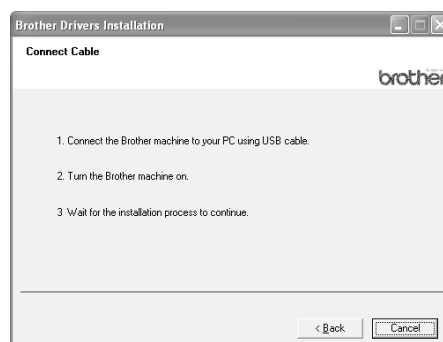 Brother Drivers Installation
Connect Cable
brother
1. Connect the Brother machine to your PC using USB cable.
2. Turn the Brother machine on.
3 Wait for the installation process to continue.
< Back
Cancel